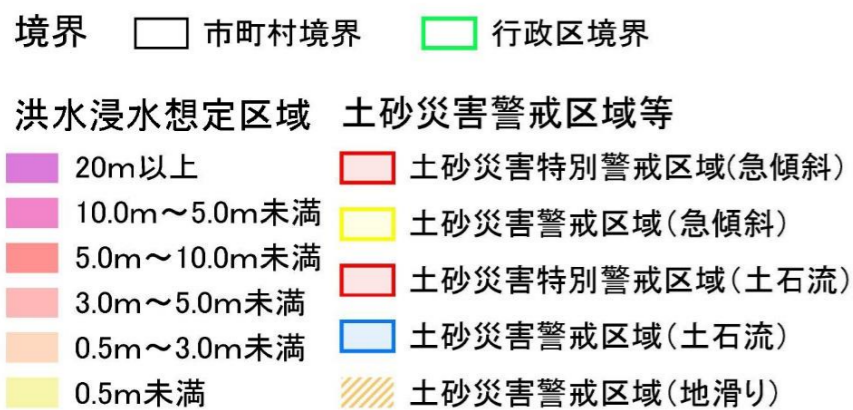 境界 市町村境界 行政区境界
洪水浸水想定区域 土砂災害警戒区域等
20m以上 土砂災害特別警戒区域(急傾斜)
10.0m～5.0m未満 土砂災害警戒区域(急傾斜)
5.0m～10.0m未満 土砂災害特別警戒区域(土石流)
3.0m～5.0m未満
0.5m～3.0m未満 土砂災害警戒区域(土石流)
0.5m未満 土砂災害警戒区域(地滑り)